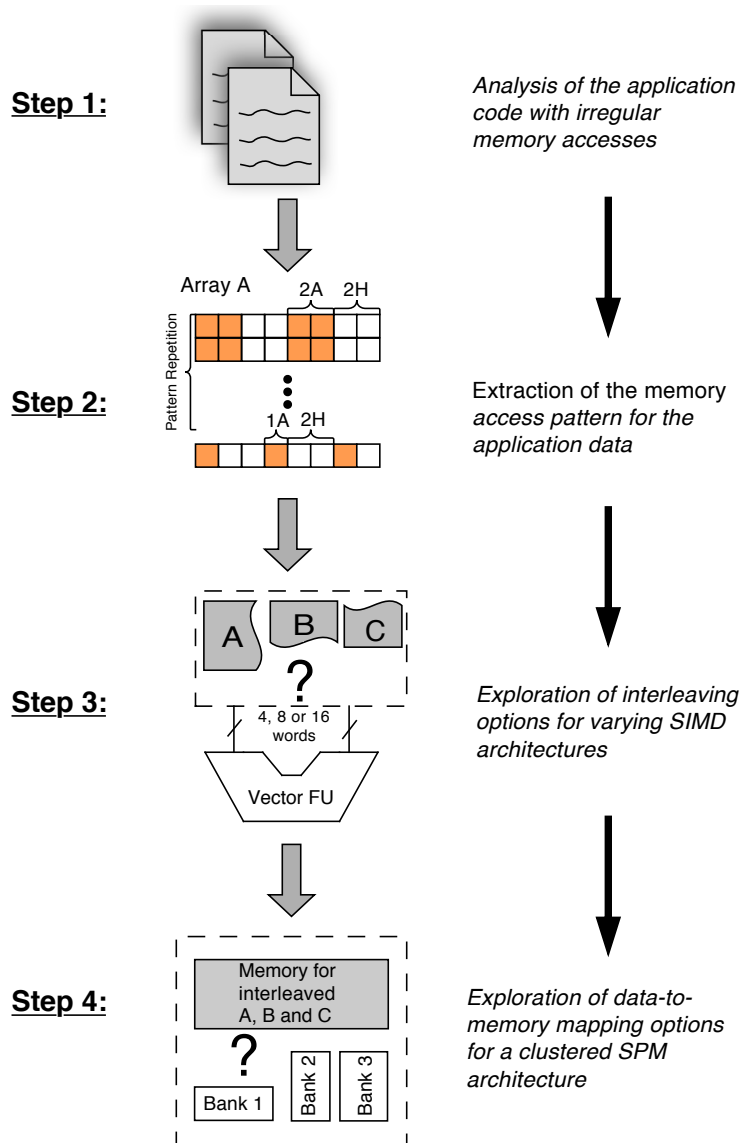 Step 1:
Analysis of the application
code with irregular
memory accesses
Array A
2A
2H
Pattern Repetition
1A
2H
Step 2:
Extraction of the memory
access pattern for the
application data
A
B
C
?
Step 3:
4, 8 or 16
words
Vector FU
Exploration of interleaving
options for varying SIMD
architectures
Step 4:
Memory for
interleaved
A, B and C
?
Bank 1
Bank 2
Bank 3
Exploration of data-to-
memory mapping options
for a clustered SPM
architecture